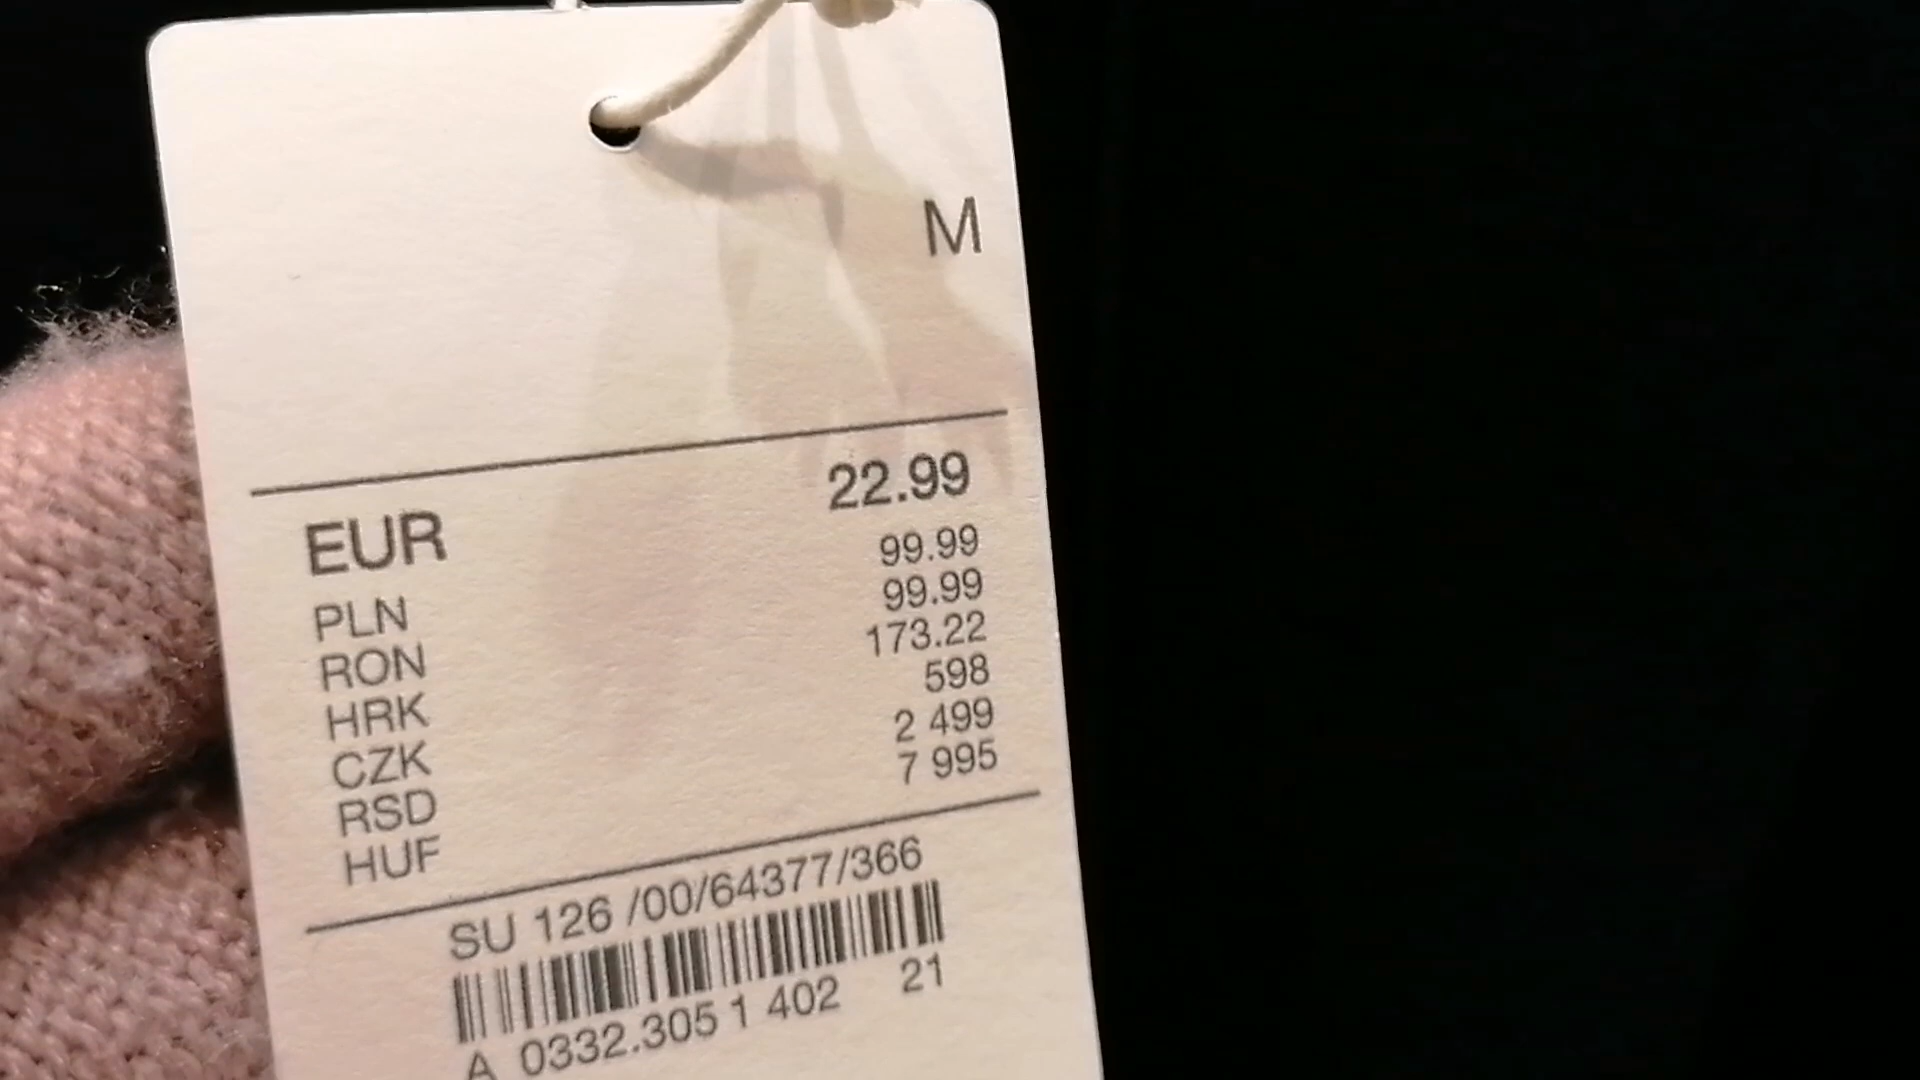 M
EUR 22.99
PLN 99.99
RON 99.99
HRK 173.22
CZK 598
RSD 2 499
HUF 7 995
SU 126 /00/64377/366
A 0332.305 1 402 21